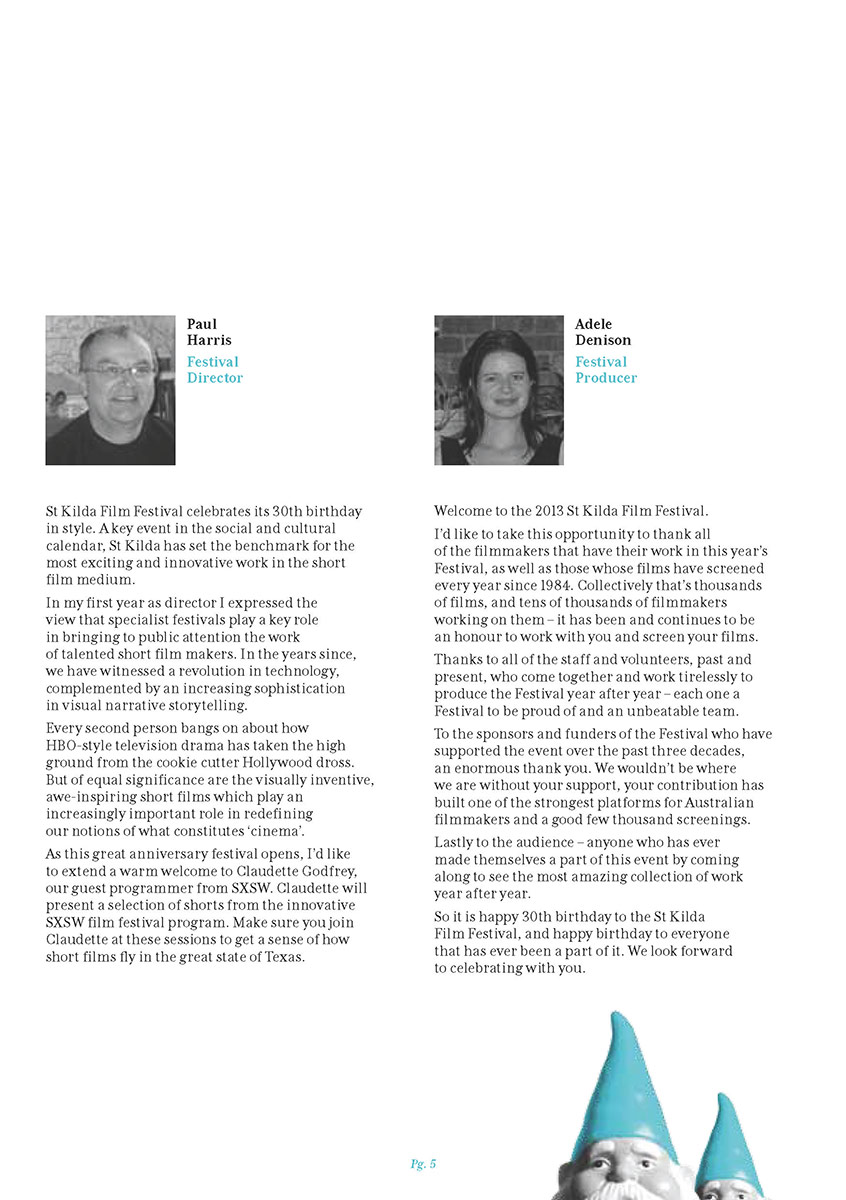 Paul
Harris
Festival
Director
St Kilda Film Festival celebrates its 30th birthday
in style. A key event in the social and cultural
calendar, St Kilda has set the benchmark for the
most exciting and innovative work in the short
film medium.
In my first year as director I expressed the
view that specialist festivals play a key role
in bringing to public attention the work
of talented short film makers. In the years since,
we have witnessed a revolution in technology,
complemented by an increasing sophistication
in visual narrative storytelling.
Every second person bangs on about how
HBO-style television drama has taken the high
ground from the cookie cutter Hollywood dross.
But of equal significance are the visually inventive,
awe-inspiring short films which play an
increasingly important role in redefining
our notions of what constitutes ‘cinema’.
As this great anniversary festival opens, I’d like
to extend a warm welcome to Claudette Godfrey,
our guest programmer from SXSW. Claudette will
present a selection of shorts from the innovative
SXSW film festival program. Make sure you join
Claudette at these sessions to get a sense of how
short films fly in the great state of Texas.
Adele
Denison
Festival
Producer
Welcome to the 2013 St Kilda Film Festival.
I’d like to take this opportunity to thank all
of the filmmakers that have their work in this year’s
Festival, as well as those whose films have screened
every year since 1984. Collectively that’s thousands
of films, and tens of thousands of filmmakers
working on them – it has been and continues to be
an honour to work with you and screen your films.
Thanks to all of the staff and volunteers, past and
present, who come together and work tirelessly to
produce the Festival year after year – each one a
Festival to be proud of and an unbeatable team.
To the sponsors and funders of the Festival who have
supported the event over the past three decades,
an enormous thank you. We wouldn’t be where
we are without your support, your contribution has
built one of the strongest platforms for Australian
filmmakers and a good few thousand screenings.
Lastly to the audience – anyone who has ever
made themselves a part of this event by coming
along to see the most amazing collection of work
year after year.
So it is happy 30th birthday to the St Kilda
Film Festival, and happy birthday to everyone
that has ever been a part of it. We look forward
to celebrating with you.
Pg. 5